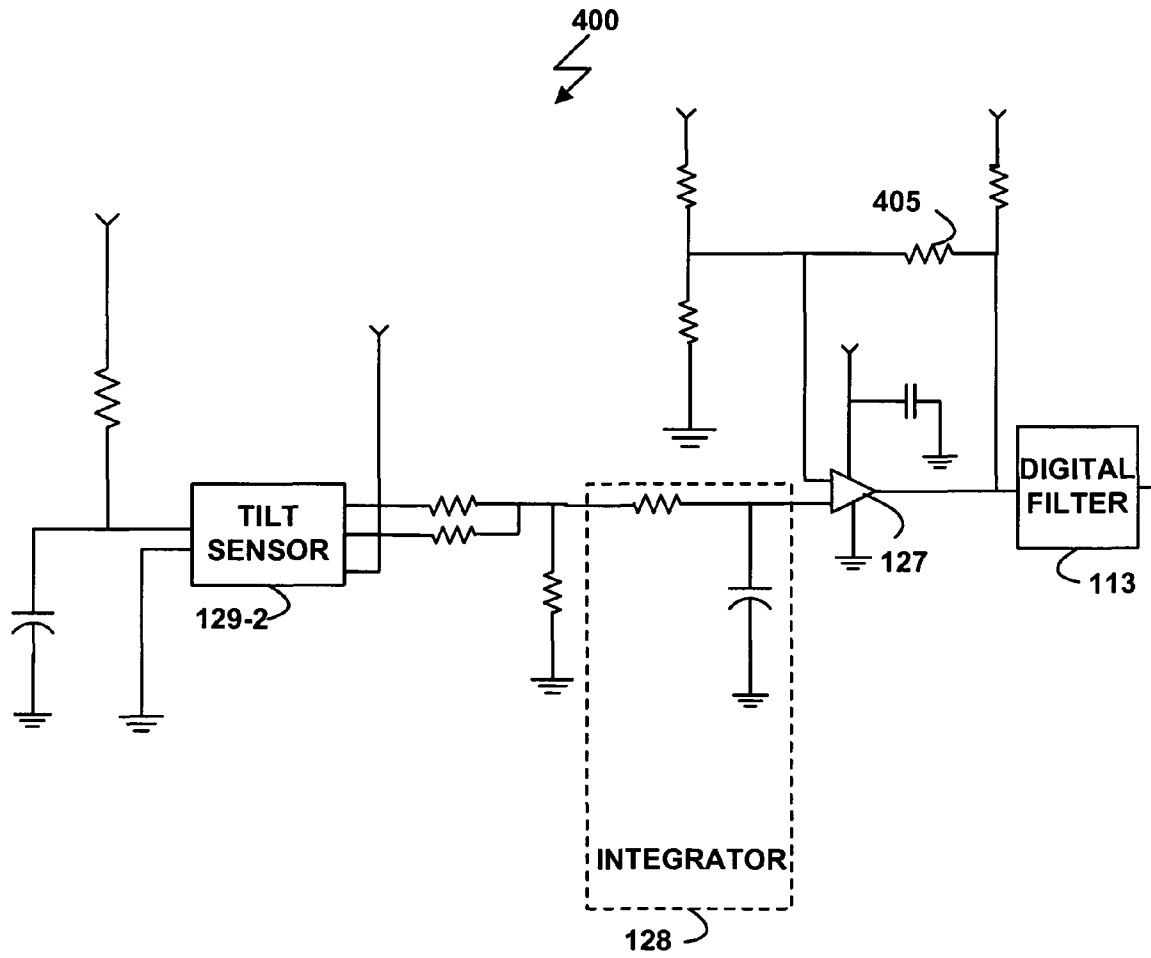 400
405
TILT
SENSOR
129-2
127
DIGITAL
FILTER
113
INTEGRATOR
128